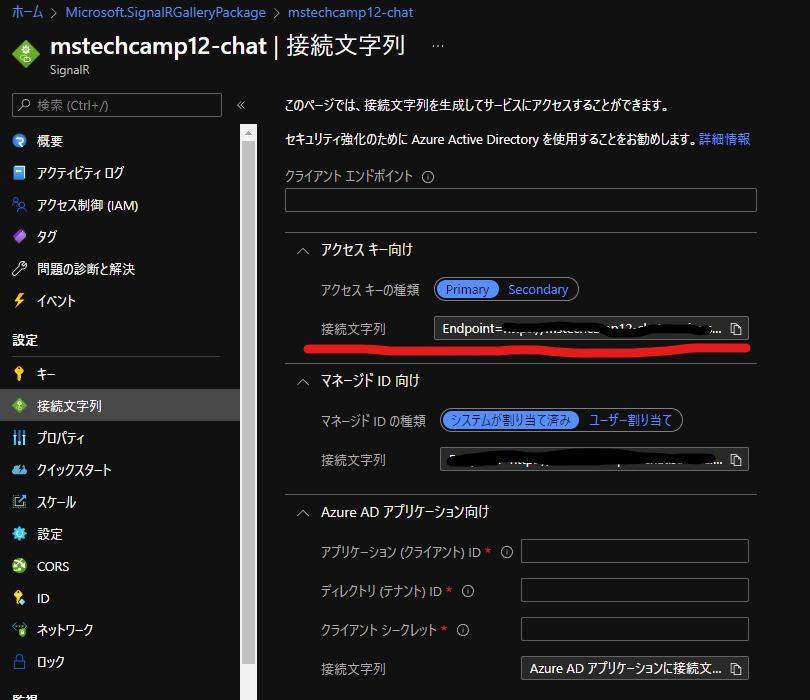 ホーム > Microsoft.SignalRGalleryPackage > mstechcamp12-chat
mstechcamp12-chat | 接続文字列 …
SignalR
検索 (Ctrl+/)
«
概要
アクティビティ ログ
アクセス制御 (IAM)
タグ
問題の診断と解決
イベント
設定
キー
接続文字列
プロパティ
クイックスタート
スケール
設定
CORS
ID
ネットワーク
ロック
監視
このページでは、接続文字列を生成してサービスにアクセスすることができます。
セキュリティ強化のために Azure Active Directory を使用することをお勧めします。詳細情報
クライアント エンドポイント
アクセス キー向け
アクセス キーの種類 Primary Secondary
接続文字列 Endpoint=
マネージド ID 向け
マネージド ID の種類 システムが割り当て済み ユーザー割り当て
接続文字列
Azure AD アプリケーション向け
アプリケーション (クライアント) ID *
ディレクトリ (テナント) ID *
クライアント シークレット *
接続文字列 Azure AD アプリケーションに接続文...